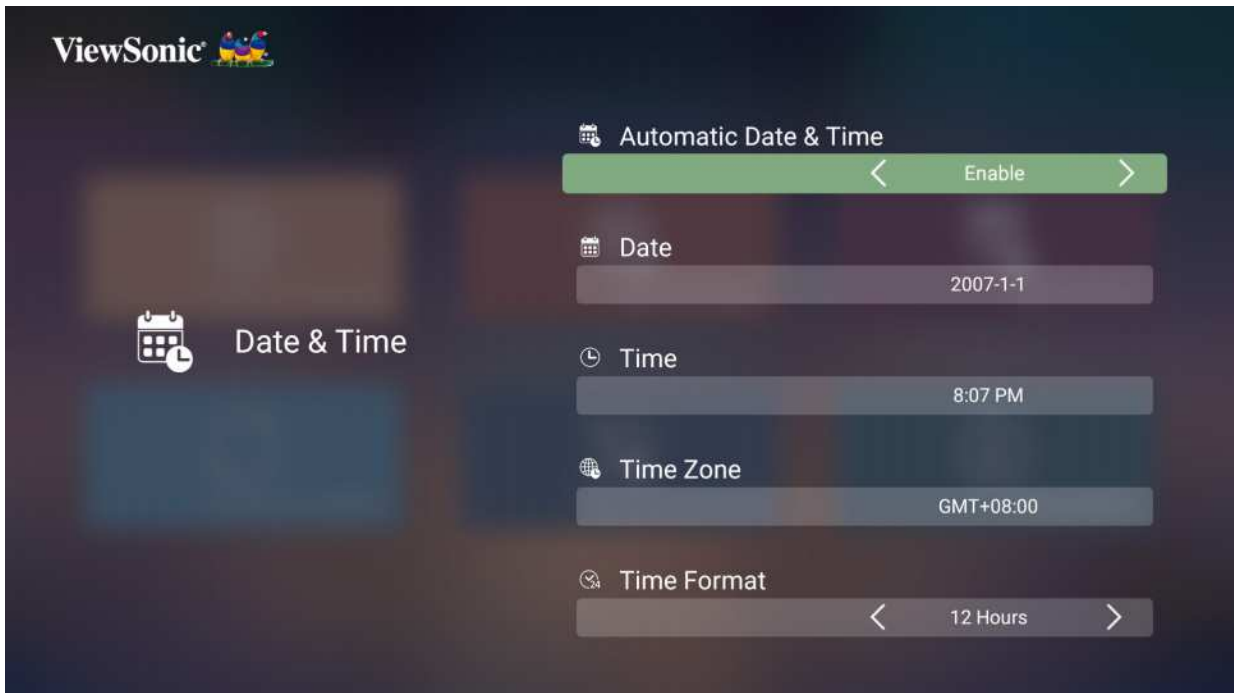 ViewSonic®
Automatic Date & Time
Enable
Date
2007-1-1
Date & Time
Time
8:07 PM
Time Zone
GMT+08:00
Time Format
12 Hours